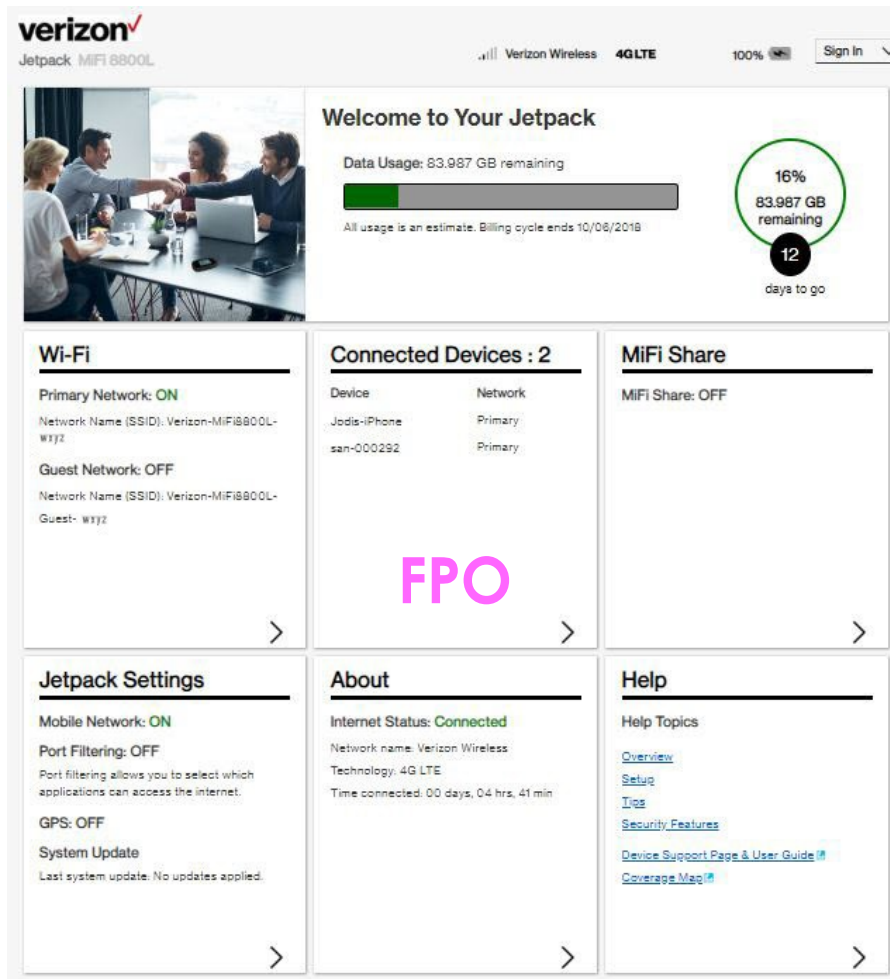 verizon
Jetpack MiFi 8800L
Verizon Wireless 4G LTE 100% Sign In
Welcome to Your Jetpack
Data Usage: 83.987 GB remaining
All usage is an estimate. Billing cycle ends 10/06/2018
16%
83.987 GB
remaining
12
days to go
Wi-Fi
Primary Network: ON
Network Name (SSID): Verizon-MiFi8800L-
wxyz
Guest Network: OFF
Network Name (SSID): Verizon-MiFi8800L-
Guest- wxyz
Connected Devices : 2
Device Network
Jodis-iPhone Primary
san-000292 Primary
FPO
MiFi Share
MiFi Share: OFF
Jetpack Settings
Mobile Network: ON
Port Filtering: OFF
Port filtering allows you to select which
applications can access the internet.
GPS: OFF
System Update
Last system update: No updates applied.
About
Internet Status: Connected
Network name: Verizon Wireless
Technology: 4G LTE
Time connected: 00 days, 04 hrs, 41 min
Help
Help Topics
Overview
Setup
Tips
Security Features
Device Support Page & User Guide
Coverage Map